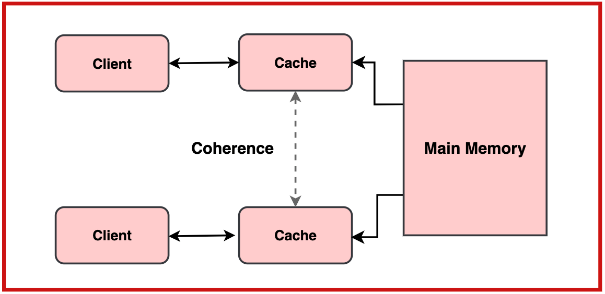 Client
Cache
Coherence
Main Memory
Client
Cache